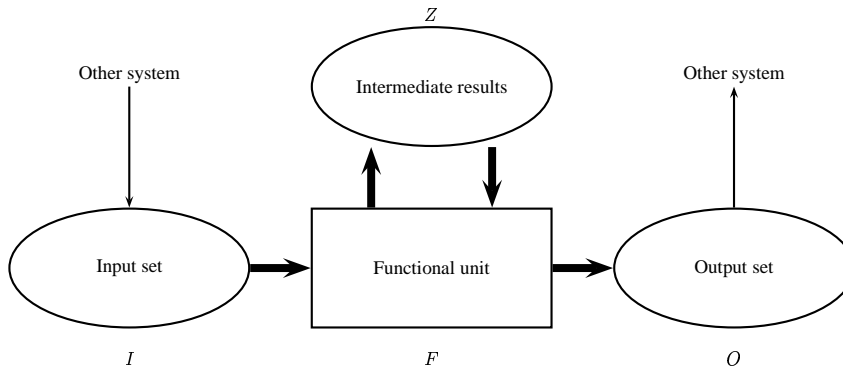 Z
Other system
Other system
Intermediate results
Input set
Functional unit
Output set
I
F
O